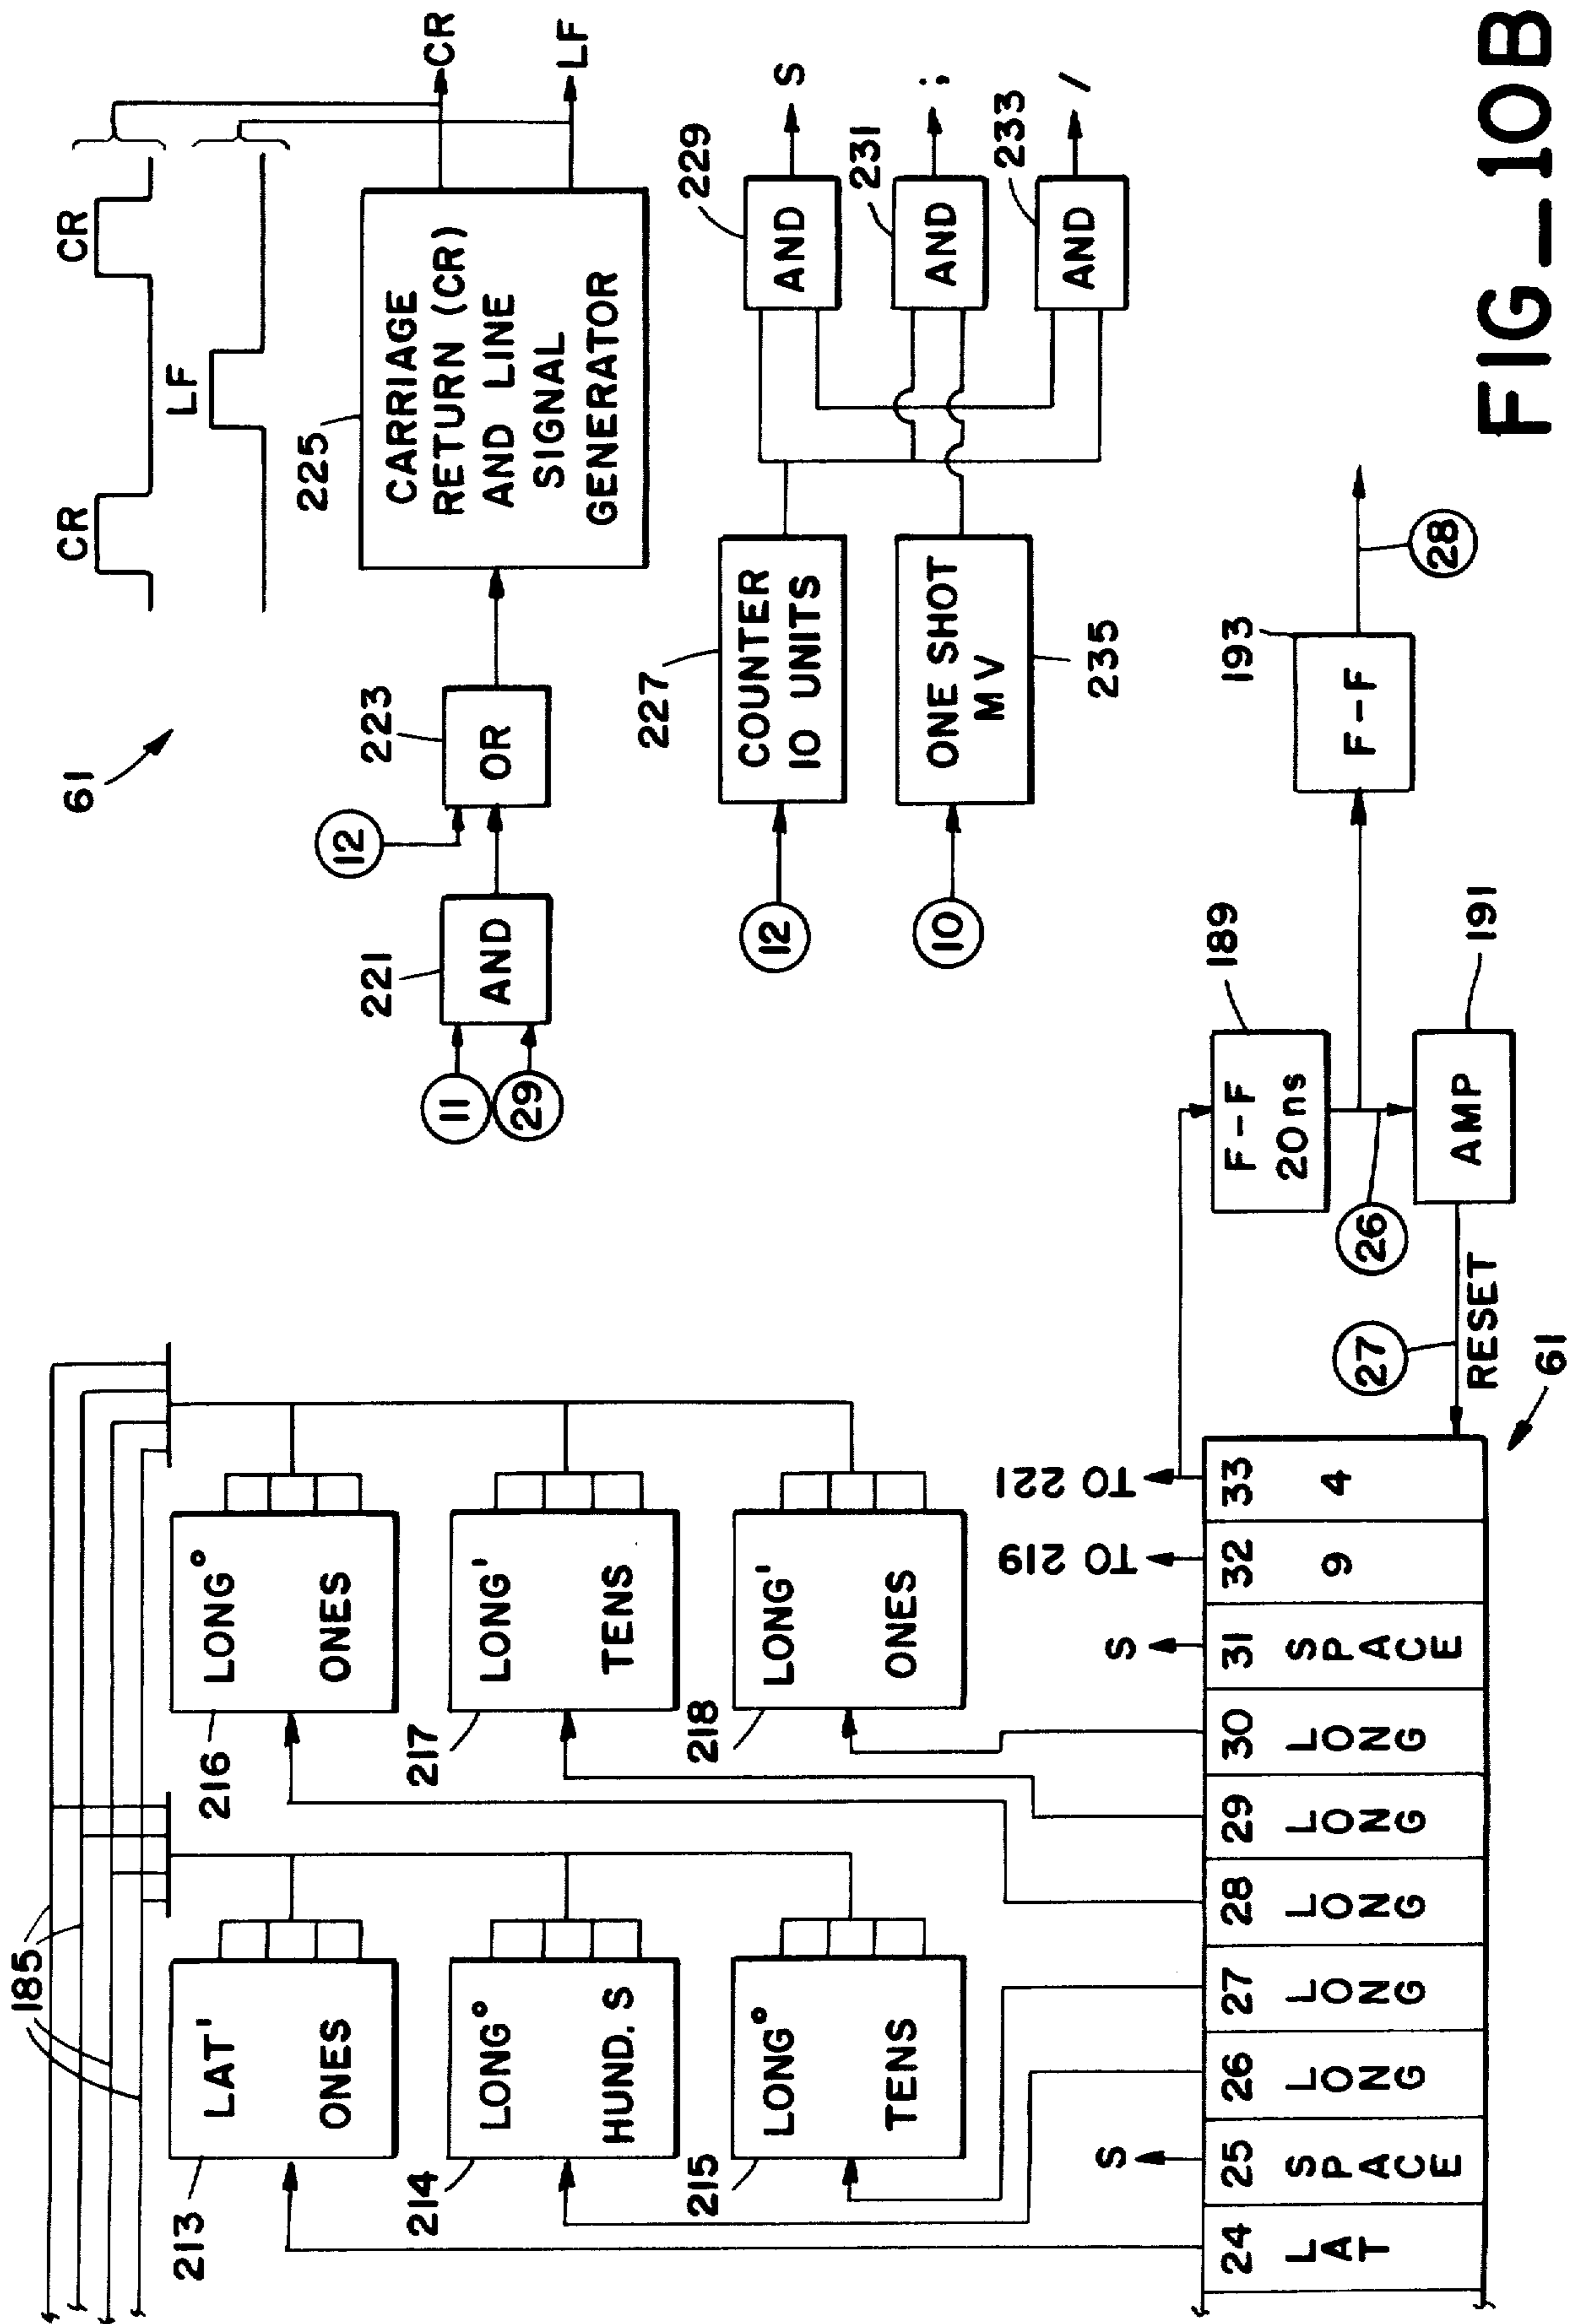 185
213
LAT'
ONES
214
LONG°
HUND. S
215
LONG°
TENS
216
LONG°
ONES
217
LONG'
TENS
218
LONG'
ONES
24
LAT
25
SPACE
S
26
LONG
27
LONG
28
LONG
29
LONG
30
LONG
31
SPACE
S
32
9
TO 219
33
4
TO 221
61
27
RESET
26
189
F-F
20 ns
AMP
191
193
F-F
28
61
11
29
221
AND
12
223
OR
225
CARRIAGE
RETURN (CR)
AND LINE
SIGNAL
GENERATOR
CR
LF
CR
LF
CR
12
227
COUNTER
10 UNITS
10
ONE SHOT
MV
235
229
AND
S
231
AND
;
233
AND
/
FIG-10B